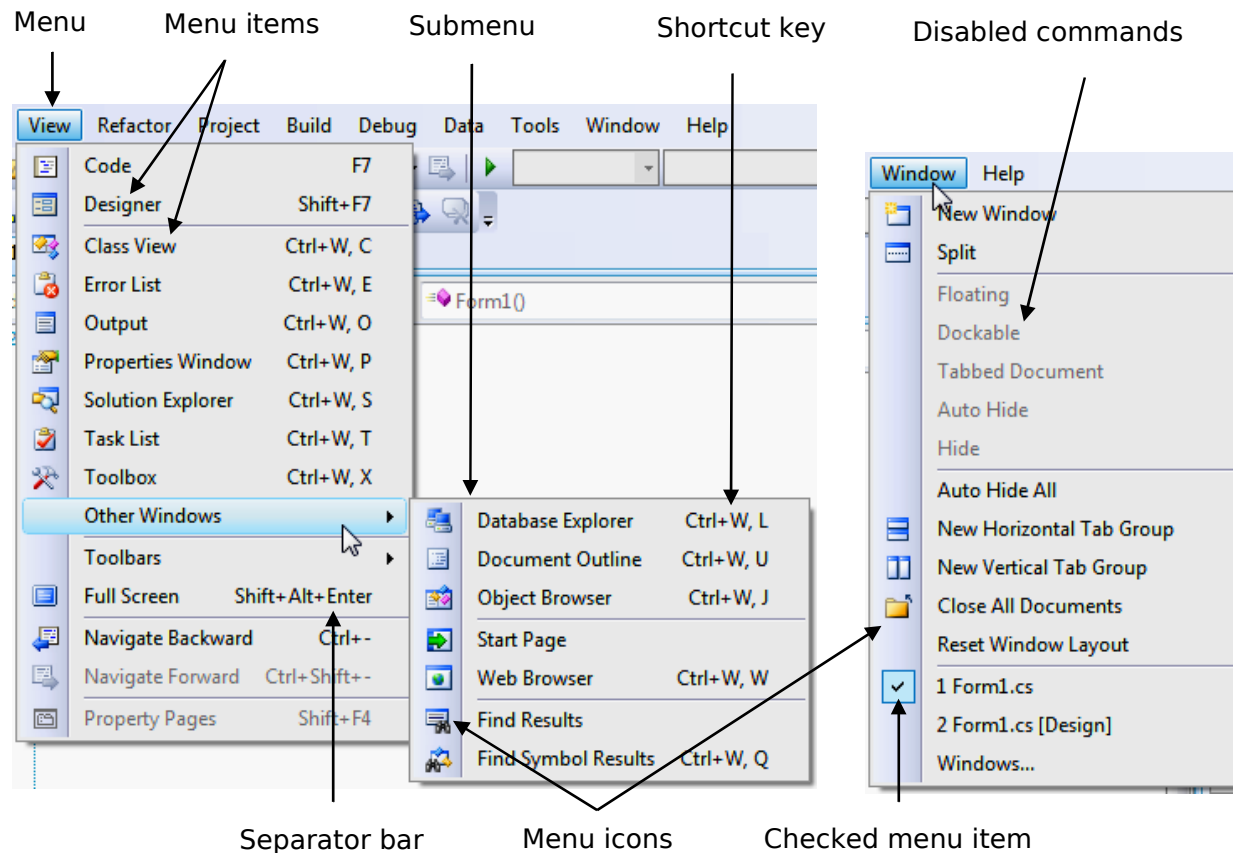 Menu
Menu items
Submenu
Shortcut key
Disabled commands
View Refactor Project Build Debug Data Tools Window Help
Code F7
Designer Shift+F7
Class View Ctrl+W, C
Error List Ctrl+W, E
Output Ctrl+W, O
Properties Window Ctrl+W, P
Solution Explorer Ctrl+W, S
Task List Ctrl+W, T
Toolbox Ctrl+W, X
Other Windows
Toolbars
Full Screen Shift+Alt+Enter
Navigate Backward Ctrl+-
Navigate Forward Ctrl+Shift+-
Property Pages Shift+F4
Form1()
Database Explorer Ctrl+W, L
Document Outline Ctrl+W, U
Object Browser Ctrl+W, J
Start Page
Web Browser Ctrl+W, W
Find Results
Find Symbol Results Ctrl+W, Q
Window Help
New Window
Split
Floating
Dockable
Tabbed Document
Auto Hide
Hide
Auto Hide All
New Horizontal Tab Group
New Vertical Tab Group
Close All Documents
Reset Window Layout
1 Form1.cs
2 Form1.cs [Design]
Windows...
Separator bar
Menu icons
Checked menu item